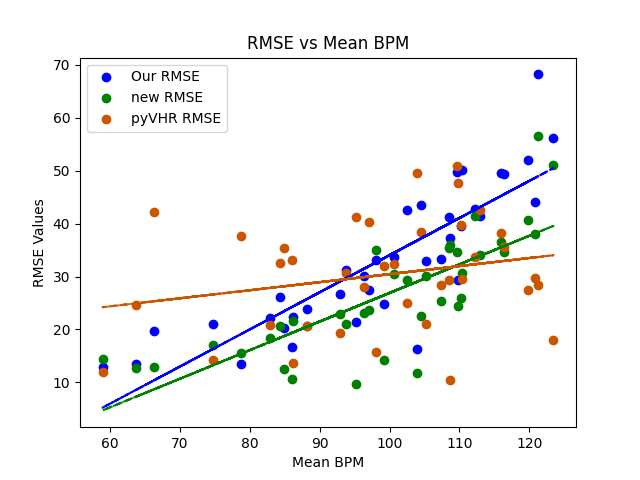 RMSE vs Mean BPM
Our RMSE
new RMSE
pyVHR RMSE
RMSE Values
70
60
50
40
30
20
10
60 70 80 90 100 110 120
Mean BPM